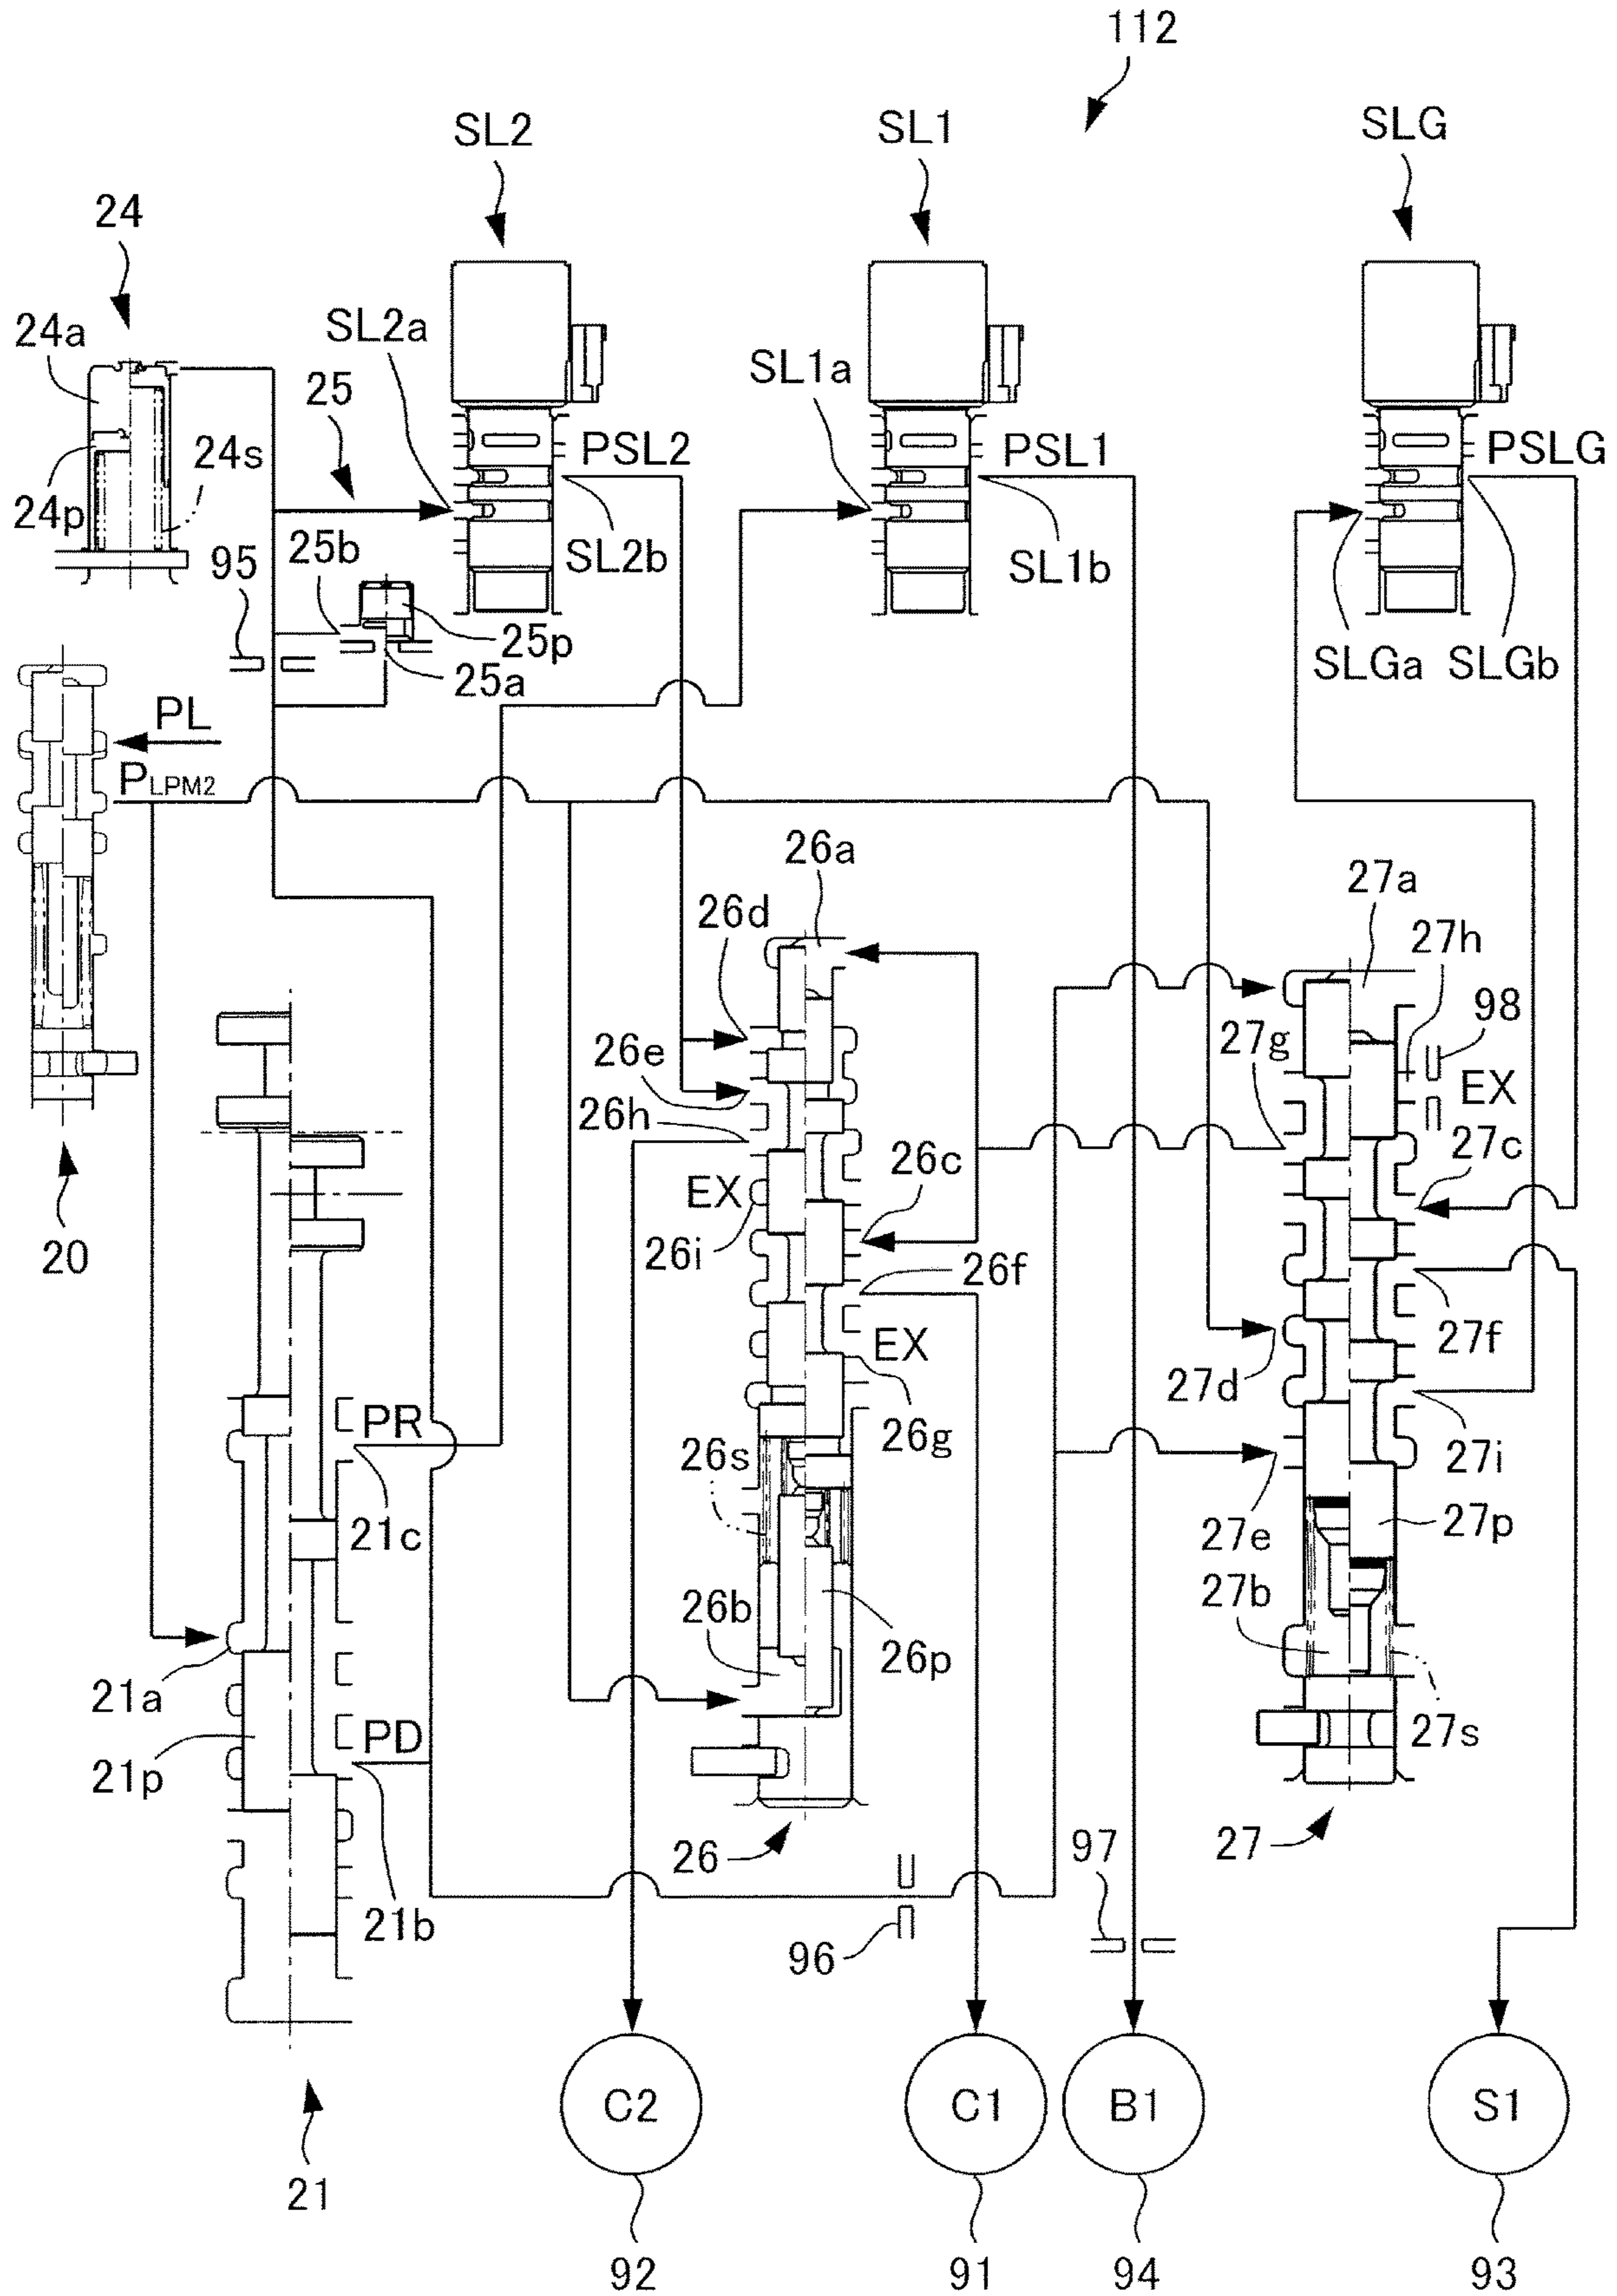 112
SL2
SL1
SLG
24
24a
SL2a
25
SL1a
PSL2
PSL1
PSLG
24s
24p
25b
95
SL2b
SL1b
25p
25a
SLGa
SLGb
PL
PLPM2
26a
27a
26d
27h
98
26e
27g
EX
26h
26c
27c
EX
26i
26f
20
27f
EX
27d
PR
26g
27i
26s
21c
27e
27p
26b
27b
26p
21a
PD
27s
21p
26
97
27
21b
96
C2
C1
B1
S1
21
92
91
94
93